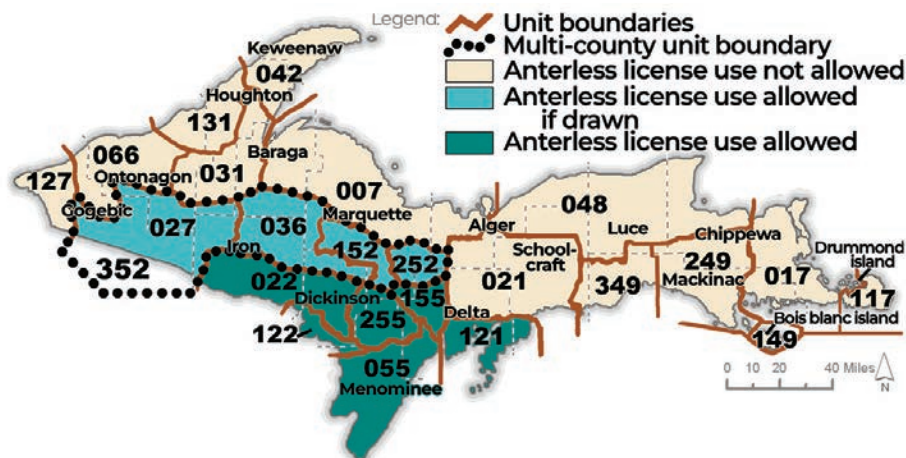 Legend:
Unit boundaries
Multi-county unit boundary
Anterless license use not allowed
Anterless license use allowed
if drawn
Anterless license use allowed
Keweenaw
042
Houghton
131
Baraga
066
Ontonagon
031
127
007
Marquette
Gogebic
027
036
Iron
152
252
352
022
155
Dickinson
255
122
Delta
121
055
Menominee
048
Alger
Luce
School-
craft
Chippewa
021
349
249
Mackinac
017
Drummond
island
117
Bois blanc island
149
0 10 20 40 Miles
N